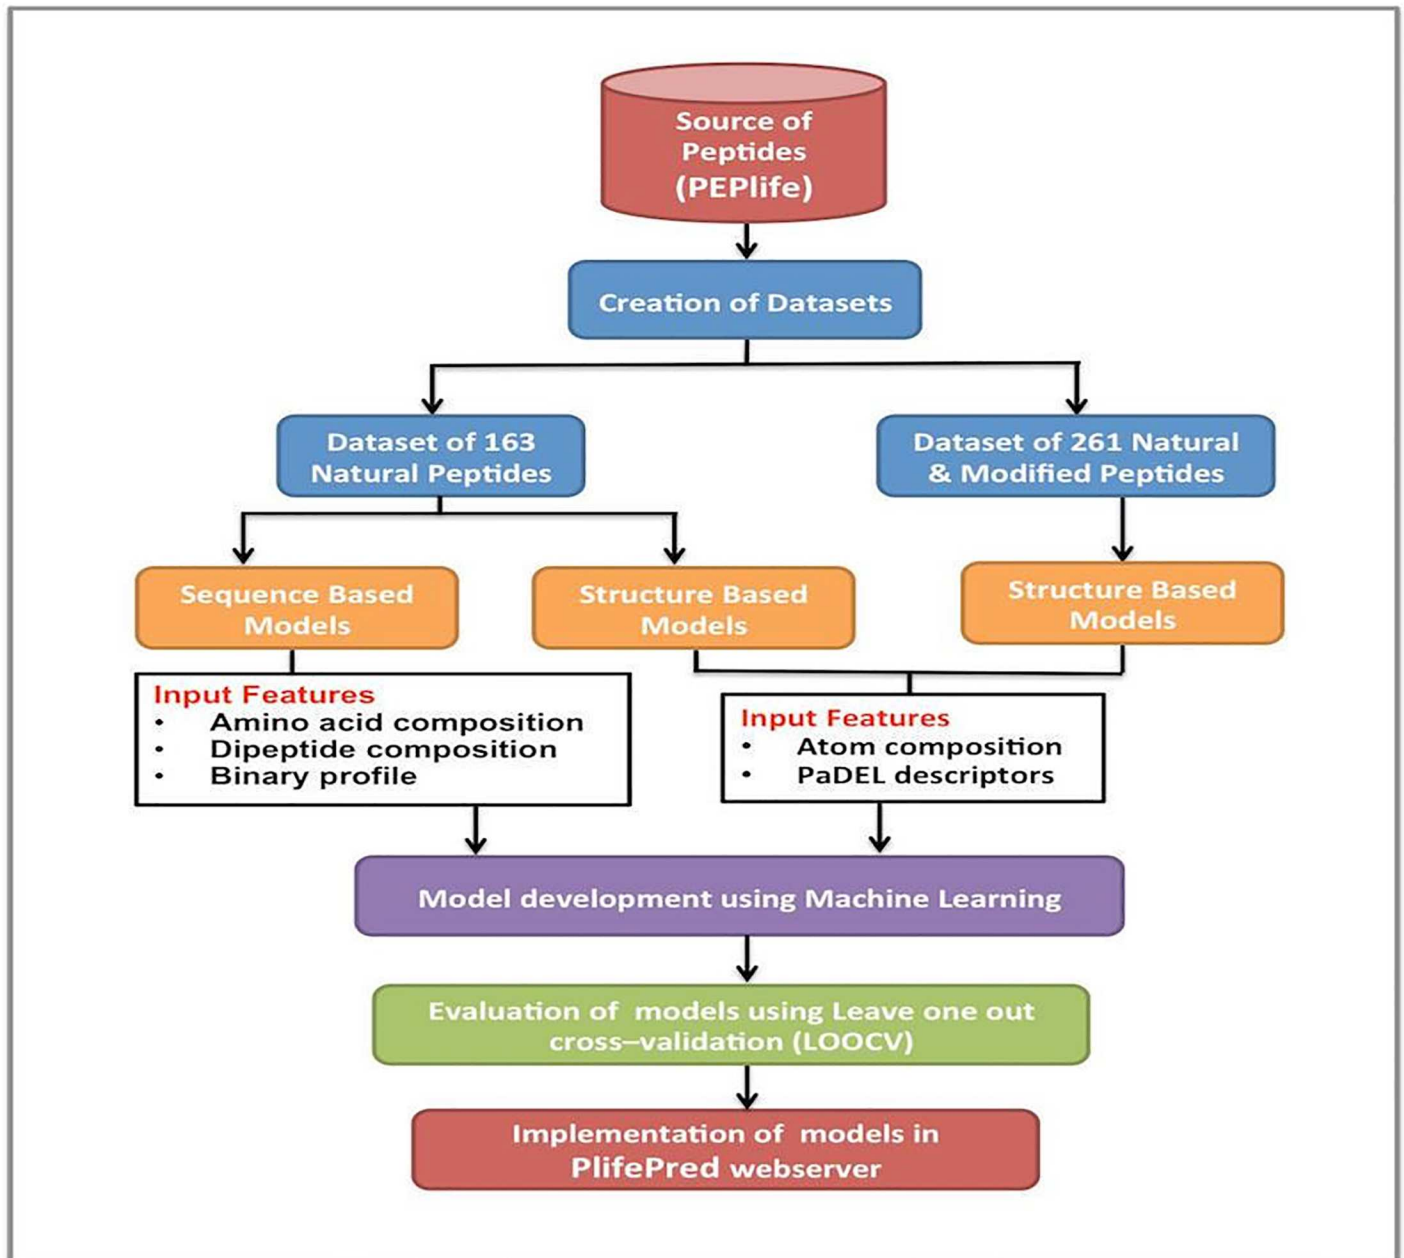 Source of
Peptides
(PEPlife)
Creation of Datasets
Dataset of 163
Natural Peptides
Dataset of 261 Natural
& Modified Peptides
Sequence Based
Models
Structure Based
Models
Structure Based
Models
Input Features
• Amino acid composition
• Dipeptide composition
• Binary profile
Input Features
• Atom composition
• PaDEL descriptors
Model development using Machine Learning
Evaluation of models using Leave one out
cross–validation (LOOCV)
Implementation of models in
PlifePred webserver